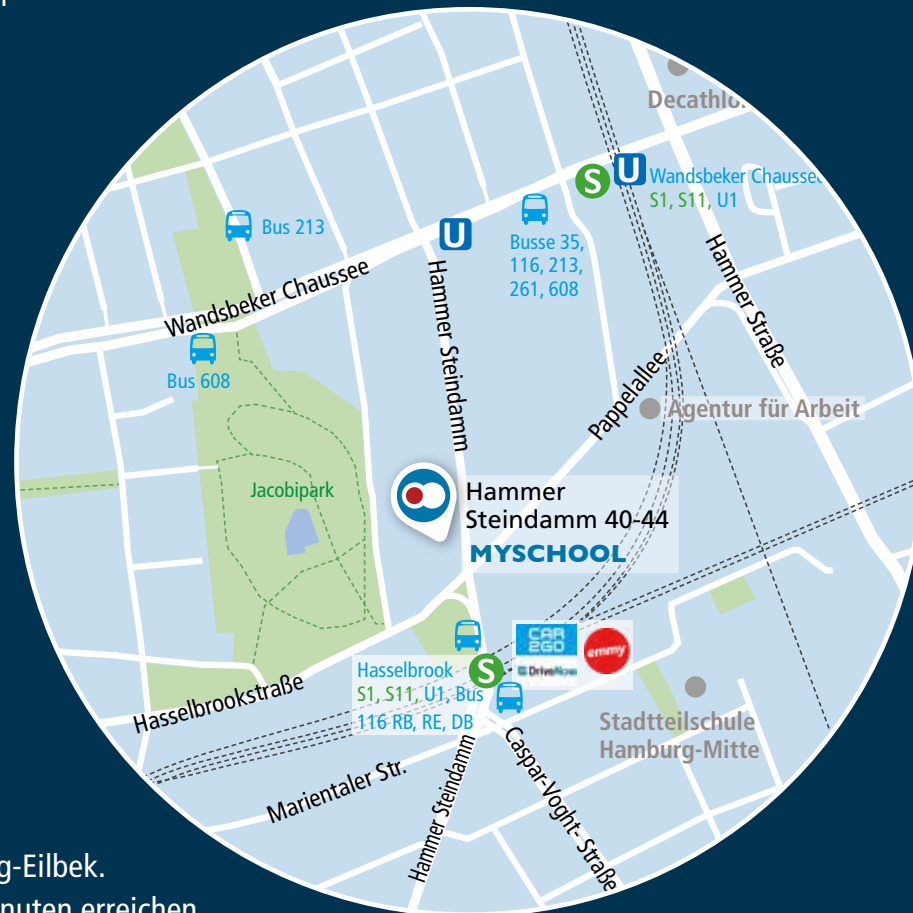 Decathlo
Wandsbeker Chaussee
S1, S11, U1
S
U
Bus 213
U
Busse 35,
116, 213,
261, 608
Wandsbeker Chaussee
Hammer Steindamm
Hammer Straße
Bus 608
Pappelallee
Agentur für Arbeit
Jacobipark
Hammer
Steindamm 40-44
MYSCHOOL
CAR
2GO
emmy
DriveNow
Hasselbrook
S
S1, S11, U1, Bus
116 RB, RE, DB
Hasselbrookstraße
Stadtteilschule
Hamburg-Mitte
Marientaler Str.
Hammer Steindamm
Caspar-Voght-Straße
g-Eilbek.
nuten erreichen